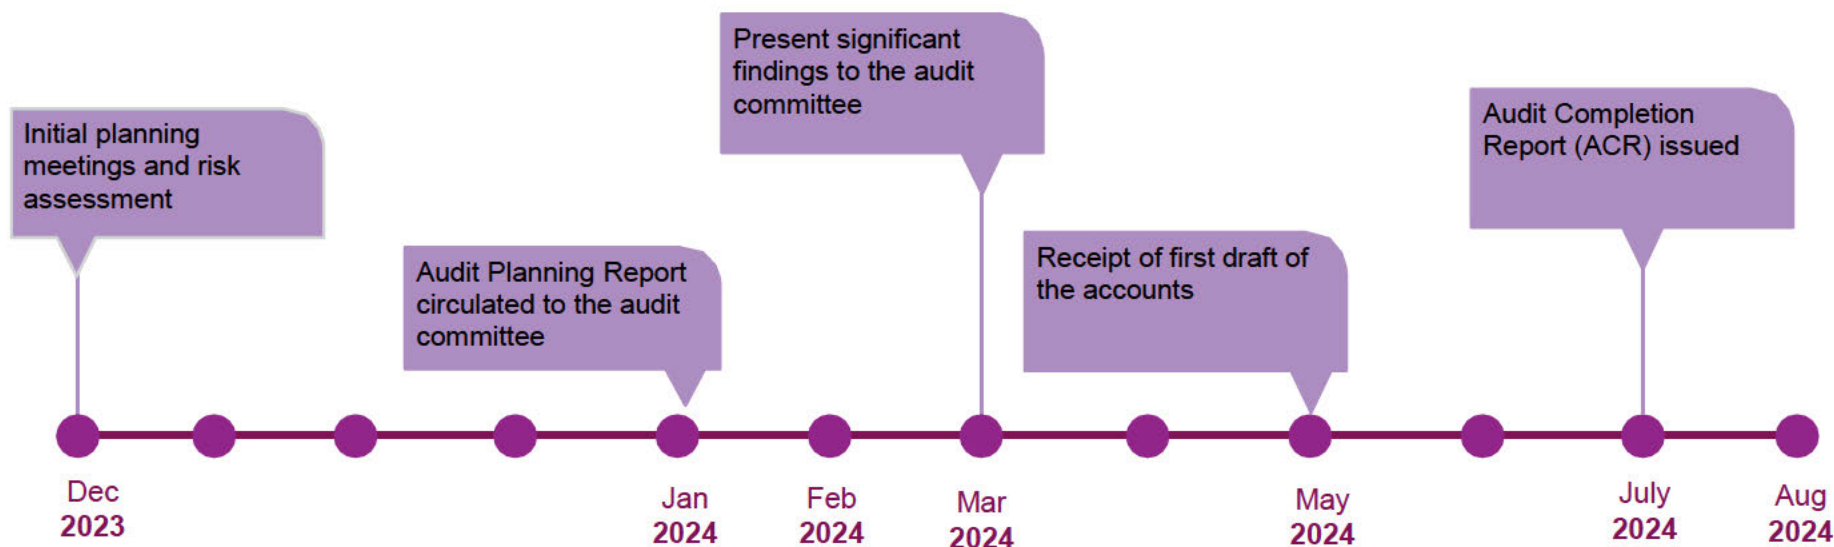 Initial planning
meetings and risk
assessment
Audit Planning Report
circulated to the audit
committee
Present significant
findings to the audit
committee
Receipt of first draft of
the accounts
Audit Completion
Report (ACR) issued
Dec
2023
Jan
2024
Feb
2024
Mar
2024
May
2024
July
2024
Aug
2024